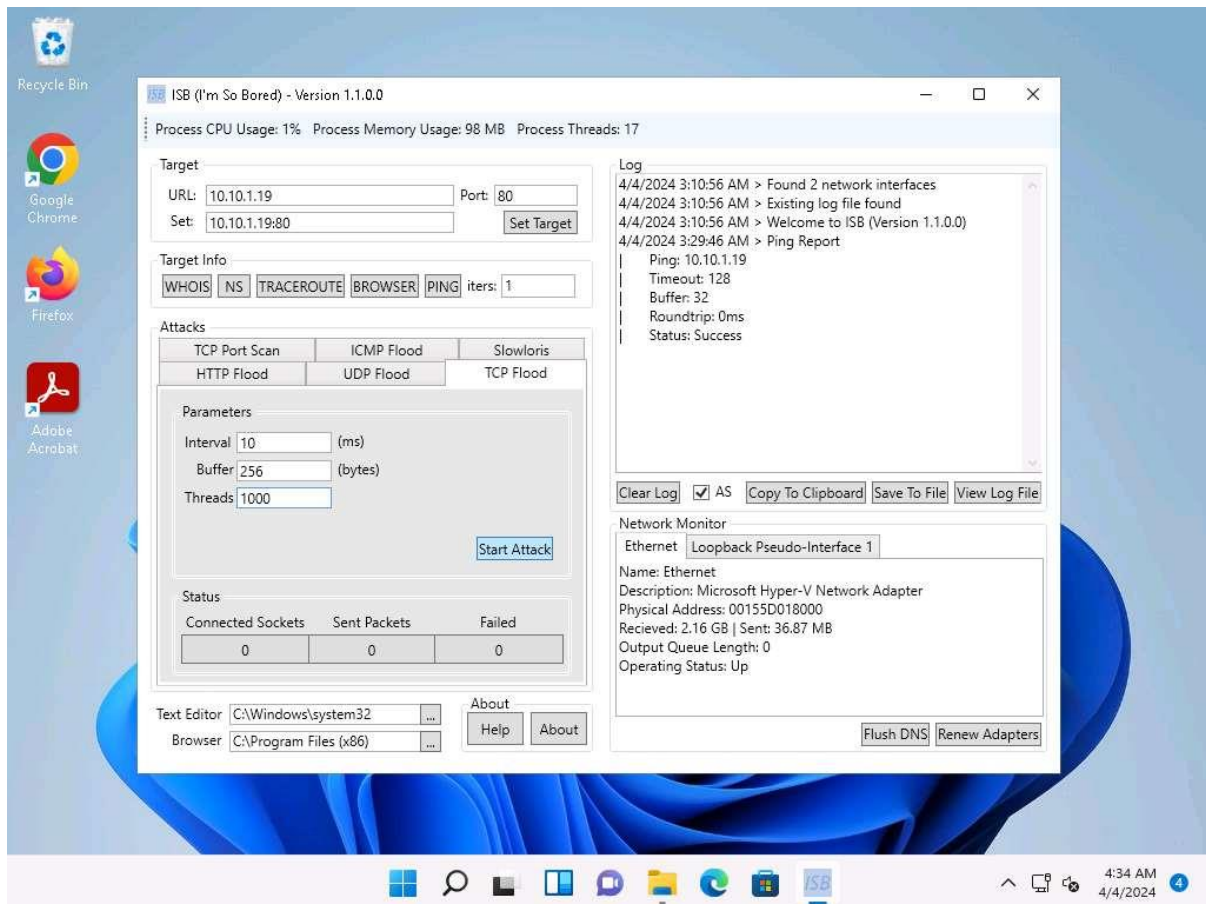 Recycle Bin
Google
Chrome
Firefox
Adobe
Acrobat
ISB ISB (I'm So Bored) - Version 1.1.0.0
Process CPU Usage: 1% Process Memory Usage: 98 MB Process Threads: 17
Target
URL: 10.10.1.19 Port: 80
Set: 10.10.1.19:80 Set Target
Target Info
WHOIS NS TRACEROUTE BROWSER PING iters: 1
Attacks
TCP Port Scan ICMP Flood Slowloris
HTTP Flood UDP Flood TCP Flood
Parameters
Interval 10 (ms)
Buffer 256 (bytes)
Threads 1000
Start Attack
Status
Connected Sockets Sent Packets Failed
0 0 0
Text Editor C:\Windows\system32 ...
Browser C:\Program Files (x86) ...
About
Help About
Log
4/4/2024 3:10:56 AM > Found 2 network interfaces
4/4/2024 3:10:56 AM > Existing log file found
4/4/2024 3:10:56 AM > Welcome to ISB (Version 1.1.0.0)
4/4/2024 3:29:46 AM > Ping Report
| Ping: 10.10.1.19
| Timeout: 128
| Buffer: 32
| Roundtrip: 0ms
| Status: Success
Clear Log AS Copy To Clipboard Save To File View Log File
Network Monitor
Ethernet Loopback Pseudo-Interface 1
Name: Ethernet
Description: Microsoft Hyper-V Network Adapter
Physical Address: 00155D018000
Recieved: 2.16 GB | Sent: 36.87 MB
Output Queue Length: 0
Operating Status: Up
Flush DNS Renew Adapters
ISB
4:34 AM
4/4/2024
4